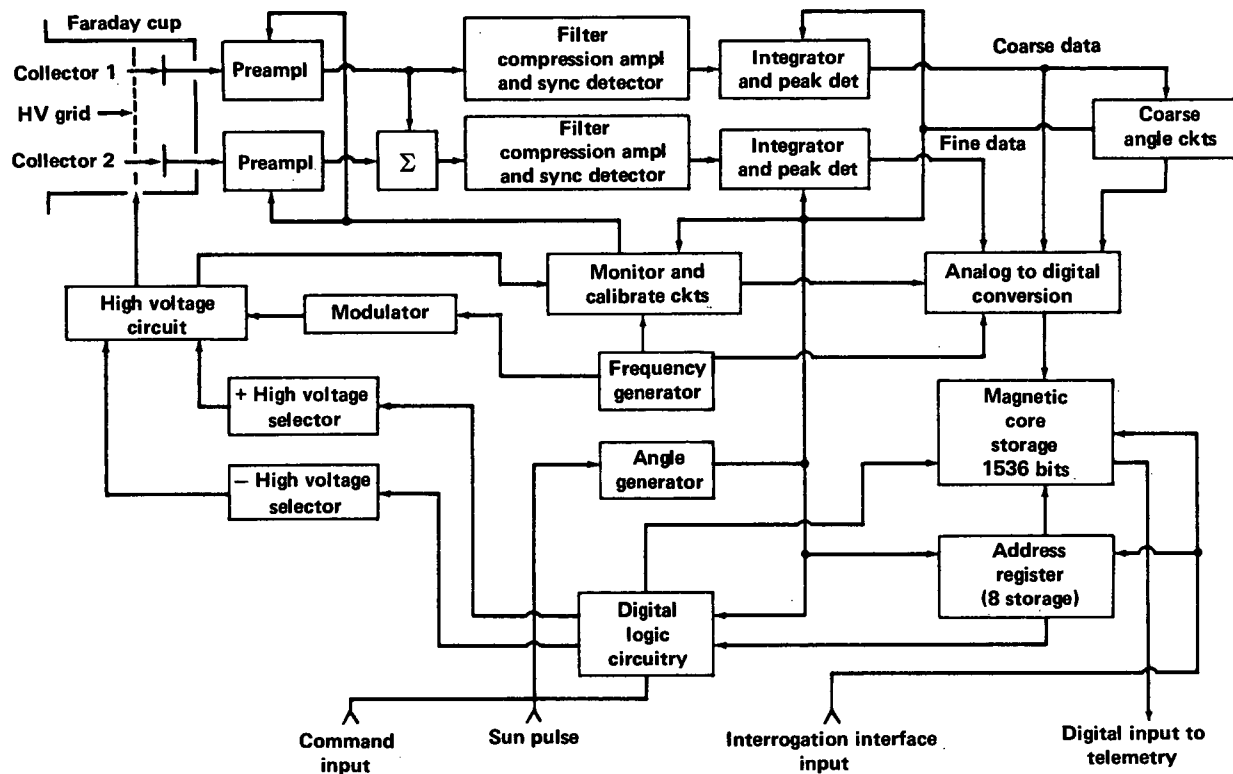 Faraday cup
Collector 1
HV grid
Collector 2
Preampl
Preampl
Σ
Filter
compression ampl
and sync detector
Filter
compression ampl
and sync detector
Integrator
and peak det
Integrator
and peak det
Coarse data
Fine data
Coarse
angle ckts
High voltage
circuit
Modulator
Monitor and
calibrate ckts
Analog to digital
conversion
Frequency
generator
+ High voltage
selector
− High voltage
selector
Angle
generator
Magnetic
core
storage
1536 bits
Address
register
(8 storage)
Digital
logic
circuitry
Command
input
Sun pulse
Interrogation interface
input
Digital input to
telemetry